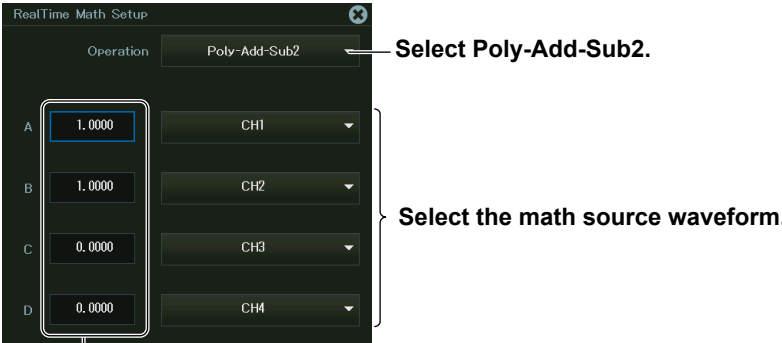 RealTime Math Setup
Operation Poly-Add-Sub2 Select Poly-Add-Sub2.
A 1.0000 CH1
B 1.0000 CH2
Select the math source waveform.
C 0.0000 CH3
D 0.0000 CH4